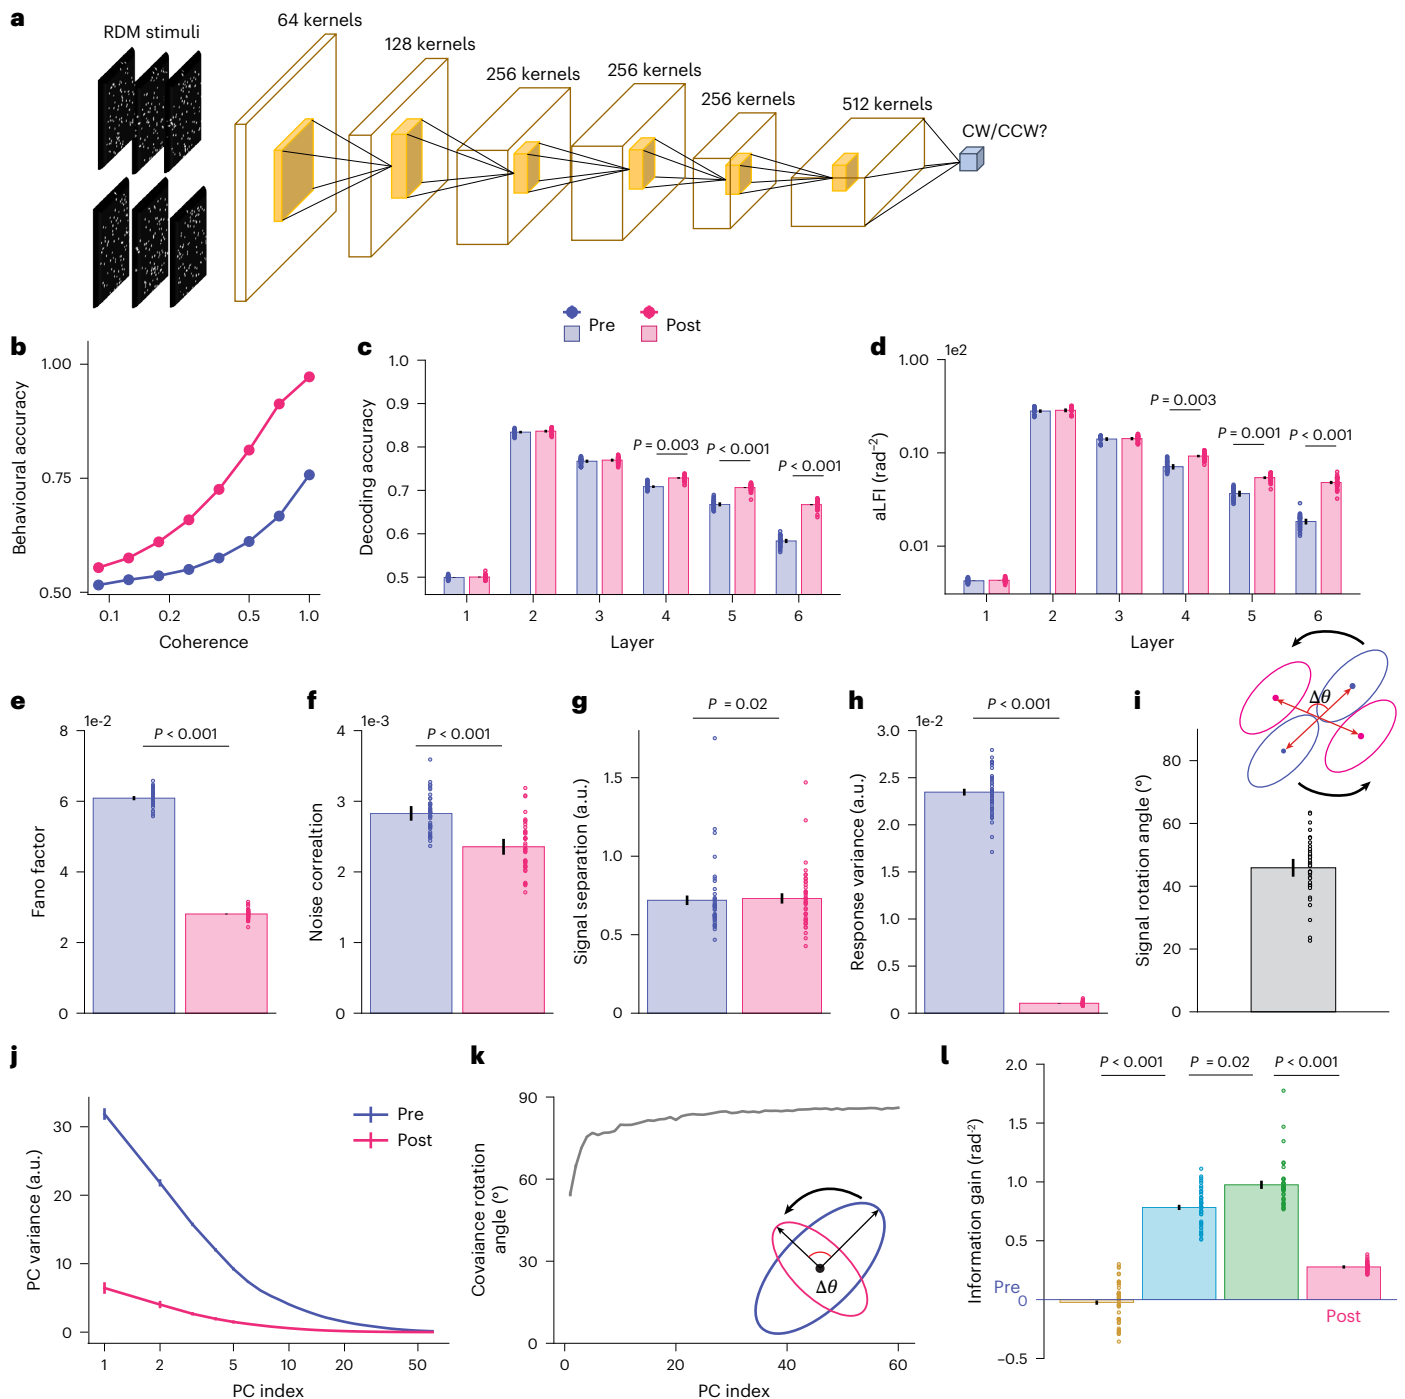 a
RDM stimuli
64 kernels
128 kernels
256 kernels
256 kernels
256 kernels
512 kernels
CW/CCW?
Pre
Post
b
Behavioural accuracy
1.00
0.75
0.50
0.1
0.2
0.5
1.0
Coherence
c
Decoding accuracy
1.0
0.9
0.8
0.7
0.6
0.5
P = 0.003
P < 0.001
P < 0.001
1
2
3
4
5
6
Layer
d
1e2
aLFI (rad⁻²)
1.00
0.10
0.01
P = 0.003
P = 0.001
P < 0.001
1
2
3
4
5
6
Layer
e
8
1e-2
P < 0.001
Fano factor
6
4
2
0
f
1e-3
4
P < 0.001
Noise correaltion
3
2
1
0
g
P = 0.02
Signal separation (a.u.)
1.5
1.0
0.5
0
h
1e-2
3.0
P < 0.001
Response variance (a.u.)
2.5
2.0
1.5
1.0
0.5
0
i
Δθ
Signal rotation angle (°)
80
60
40
20
0
j
PC variance (a.u.)
30
20
10
0
Pre
Post
1
2
5
10
20
50
PC index
k
Covaiance rotation
angle (°)
90
60
30
0
Δθ
0
20
40
60
PC index
l
Information gain (rad⁻²)
2.0
1.5
1.0
0.5
0
−0.5
P < 0.001
P = 0.02
P < 0.001
Pre
Post